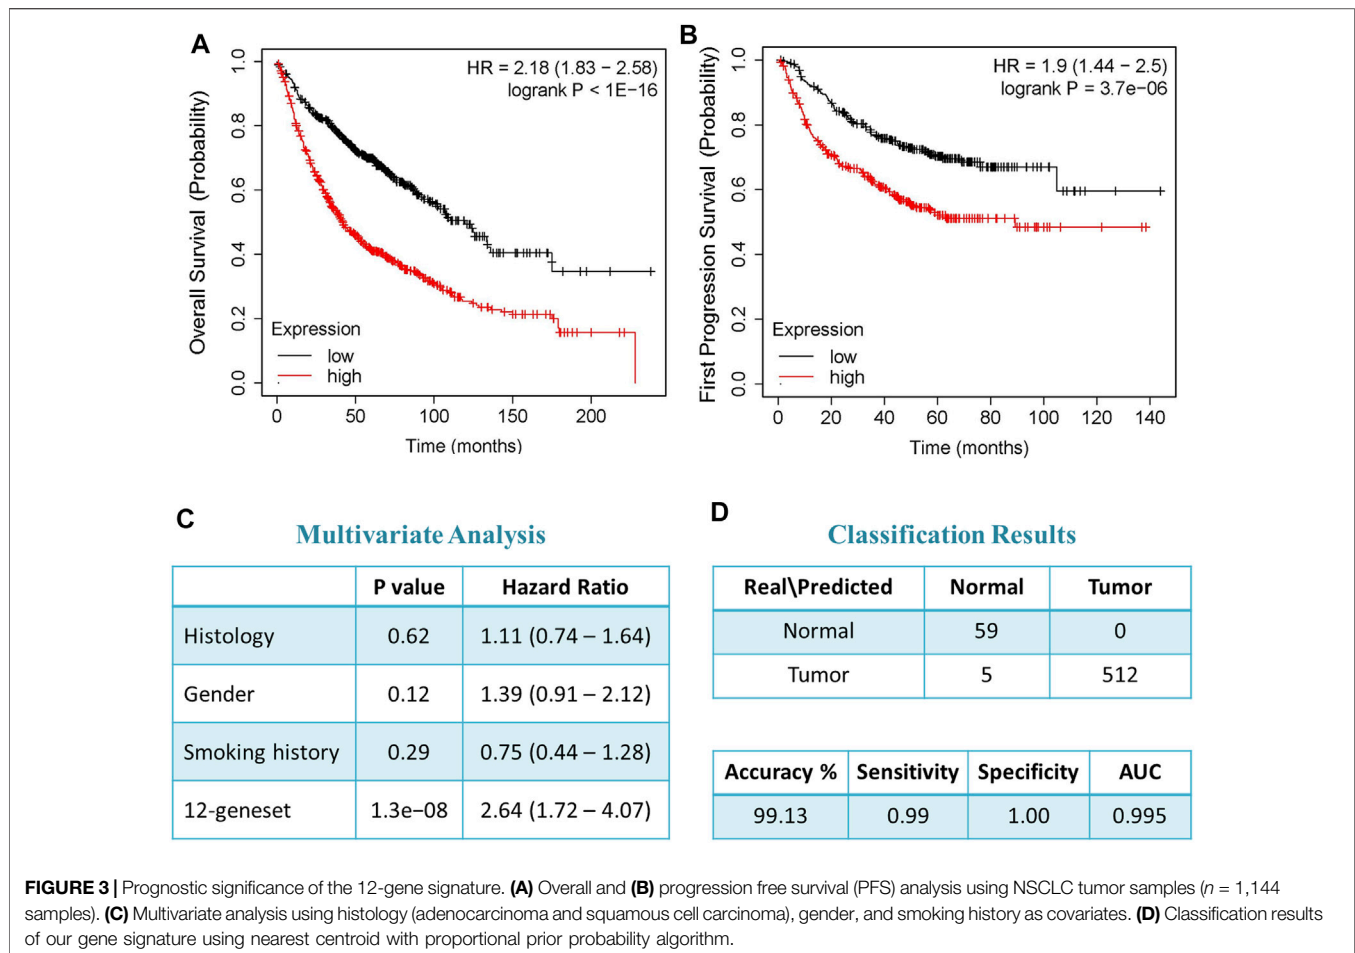 A
1.0
0.8
0.6
0.4
0.2
0.0
Overall Survival (Probability)
HR = 2.18 (1.83 − 2.58)
logrank P < 1E−16
Expression
low
high
0 50 100 150 200
Time (months)
B
1.0
0.8
0.6
0.4
0.2
0.0
First Progression Survival (Probability)
HR = 1.9 (1.44 − 2.5)
logrank P = 3.7e−06
Expression
low
high
0 20 40 60 80 100 120 140
Time (months)
C
Multivariate Analysis
P value Hazard Ratio
Histology 0.62 1.11 (0.74 – 1.64)
Gender 0.12 1.39 (0.91 – 2.12)
Smoking history 0.29 0.75 (0.44 – 1.28)
12-geneset 1.3e−08 2.64 (1.72 – 4.07)
D
Classification Results
Real\Predicted Normal Tumor
Normal 59 0
Tumor 5 512
Accuracy % Sensitivity Specificity AUC
99.13 0.99 1.00 0.995
FIGURE 3 | Prognostic significance of the 12-gene signature. (A) Overall and (B) progression free survival (PFS) analysis using NSCLC tumor samples (n = 1,144
samples). (C) Multivariate analysis using histology (adenocarcinoma and squamous cell carcinoma), gender, and smoking history as covariates. (D) Classification results
of our gene signature using nearest centroid with proportional prior probability algorithm.